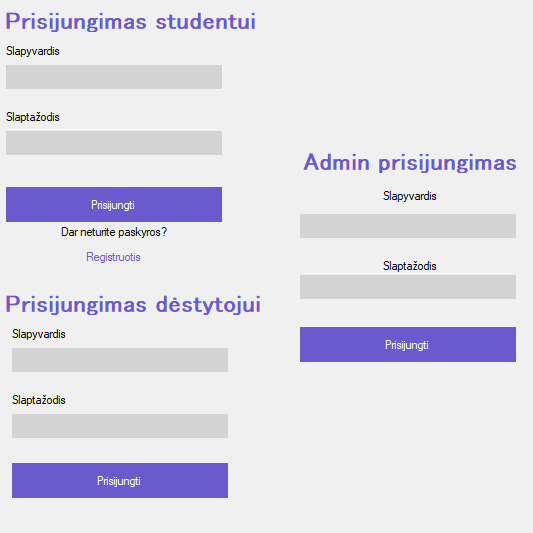 Prisijungimas studentui
Slapyvardis
Slaptažodis
Prisijungti
Dar neturite paskyros?
Registruotis
Prisijungimas dėstytojui
Slapyvardis
Slaptažodis
Prisijungti
Admin prisijungimas
Slapyvardis
Slaptažodis
Prisijungti